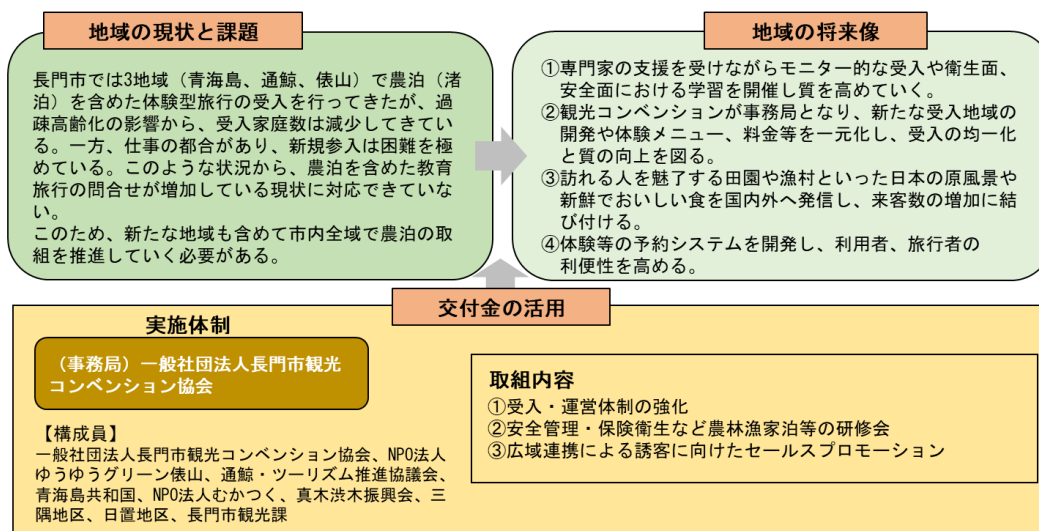 地域の現状と課題
長門市では3地域（青海島、通鯨、俵山）で農泊（渚
泊）を含めた体験型旅行の受入を行ってきたが、過
疎高齢化の影響から、受入家庭数は減少してきてい
る。一方、仕事の都合があり、新規参入は困難を極
めている。このような状況から、農泊を含めた教育
旅行の問合せが増加している現状に対応できていな
い。
このため、新たな地域も含めて市内全域で農泊の取
組を推進していく必要がある。
地域の将来像
①専門家の支援を受けながらモニター的な受入や衛生面、
安全面における学習を開催し質を高めていく。
②観光コンベンションが事務局となり、新たな受入地域の
開発や体験メニュー、料金等を一元化し、受入の均一化
と質の向上を図る。
③訪れる人を魅了する田園や漁村といった日本の原風景や
新鮮でおいしい食を国内外へ発信し、来客数の増加に結
び付ける。
④体験等の予約システムを開発し、利用者、旅行者の
利便性を高める。
交付金の活用
実施体制
（事務局）一般社団法人長門市観光
コンベンション協会
【構成員】
一般社団法人長門市観光コンベンション協会、NPO法人
ゆうゆうグリーン俵山、通鯨・ツーリズム推進協議会、
青海島共和国、NPO法人むかつく、真木渋木振興会、三
隅地区、日置地区、長門市観光課
取組内容
①受入・運営体制の強化
②安全管理・保険衛生など農林漁家泊等の研修会
③広域連携による誘客に向けたセールスプロモーション